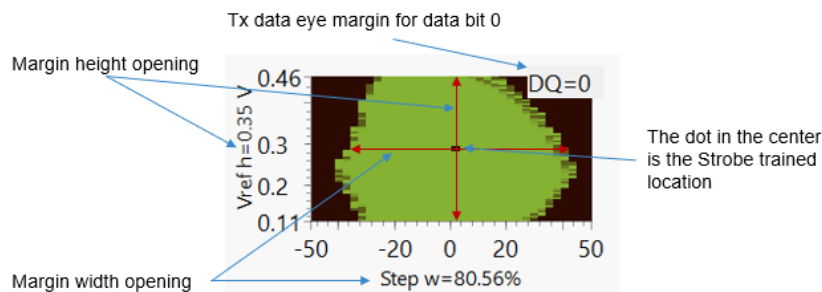 Tx data eye margin for data bit 0
Margin height opening
0.46
DQ=0
Vref h=0.35 V
0.3
0.2
0.11
The dot in the center
is the Strobe trained
location
-50
-20
0
20
50
Margin width opening
Step w=80.56%